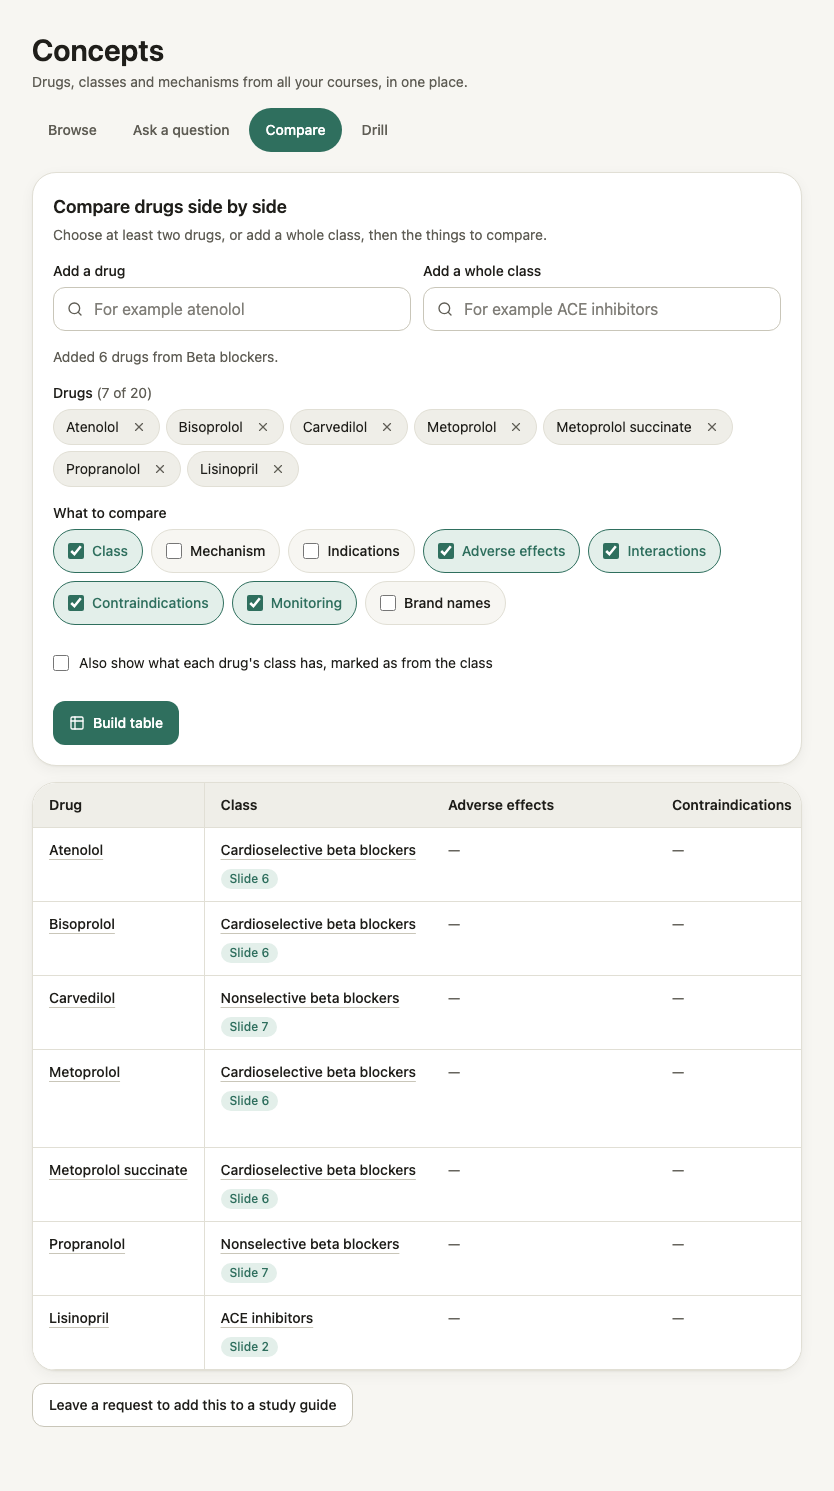 Concepts
Drugs, classes and mechanisms from all your courses, in one place.
Browse Ask a question Compare Drill
Compare drugs side by side
Choose at least two drugs, or add a whole class, then the things to compare.
Add a drug Add a whole class
For example atenolol For example ACE inhibitors
Added 6 drugs from Beta blockers.
Drugs (7 of 20)
Atenolol × Bisoprolol × Carvedilol × Metoprolol × Metoprolol succinate ×
Propranolol × Lisinopril ×
What to compare
Class Mechanism Indications Adverse effects Interactions
Contraindications Monitoring Brand names
Also show what each drug's class has, marked as from the class
Build table
Drug Class Adverse effects Contraindications
Atenolol Cardioselective beta blockers — —
Slide 6
Bisoprolol Cardioselective beta blockers — —
Slide 6
Carvedilol Nonselective beta blockers — —
Slide 7
Metoprolol Cardioselective beta blockers — —
Slide 6
Metoprolol succinate Cardioselective beta blockers — —
Slide 6
Propranolol Nonselective beta blockers — —
Slide 7
Lisinopril ACE inhibitors — —
Slide 2
Leave a request to add this to a study guide